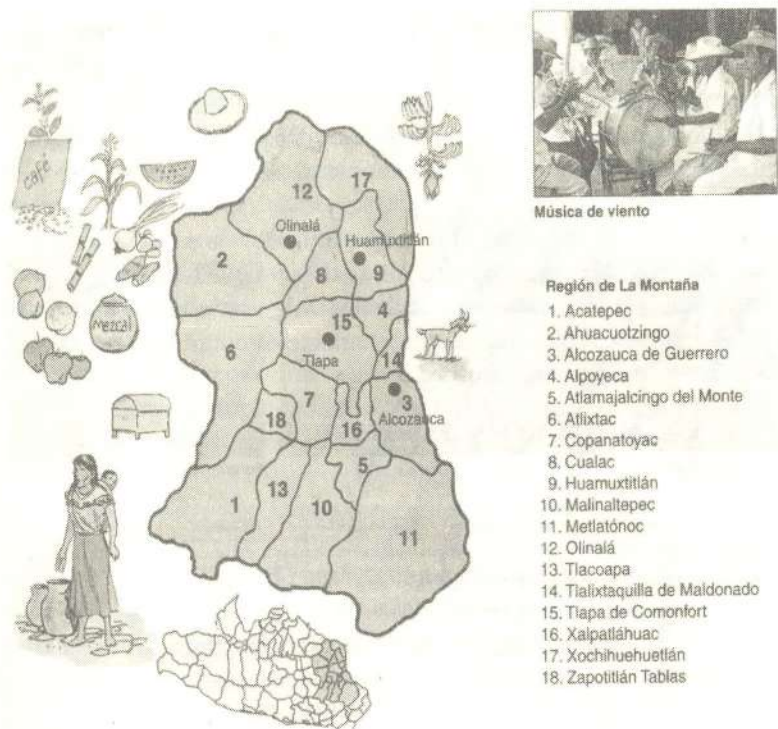 Música de viento
café
Mezcal
12
17
Olinalá
Huamuxtitlán
2
8
9
15
4
6
Tlapa
14
7
3
Alcozauca
18
16
5
1
13
10
11
Región de La Montaña
1. Acatepec
2. Ahuacuotzingo
3. Alcozauca de Guerrero
4. Alpoyeca
5. Atlamajalcingo del Monte
6. Atlixtac
7. Copanatoyac
8. Cualac
9. Huamuxtitlán
10. Malinaltepec
11. Metlatónoc
12. Olinalá
13. Tlacoapa
14. Tlalixtaquilla de Maldonado
15. Tlapa de Comonfort
16. Xalpatláhuac
17. Xochihuehuetlán
18. Zapotitlán Tablas